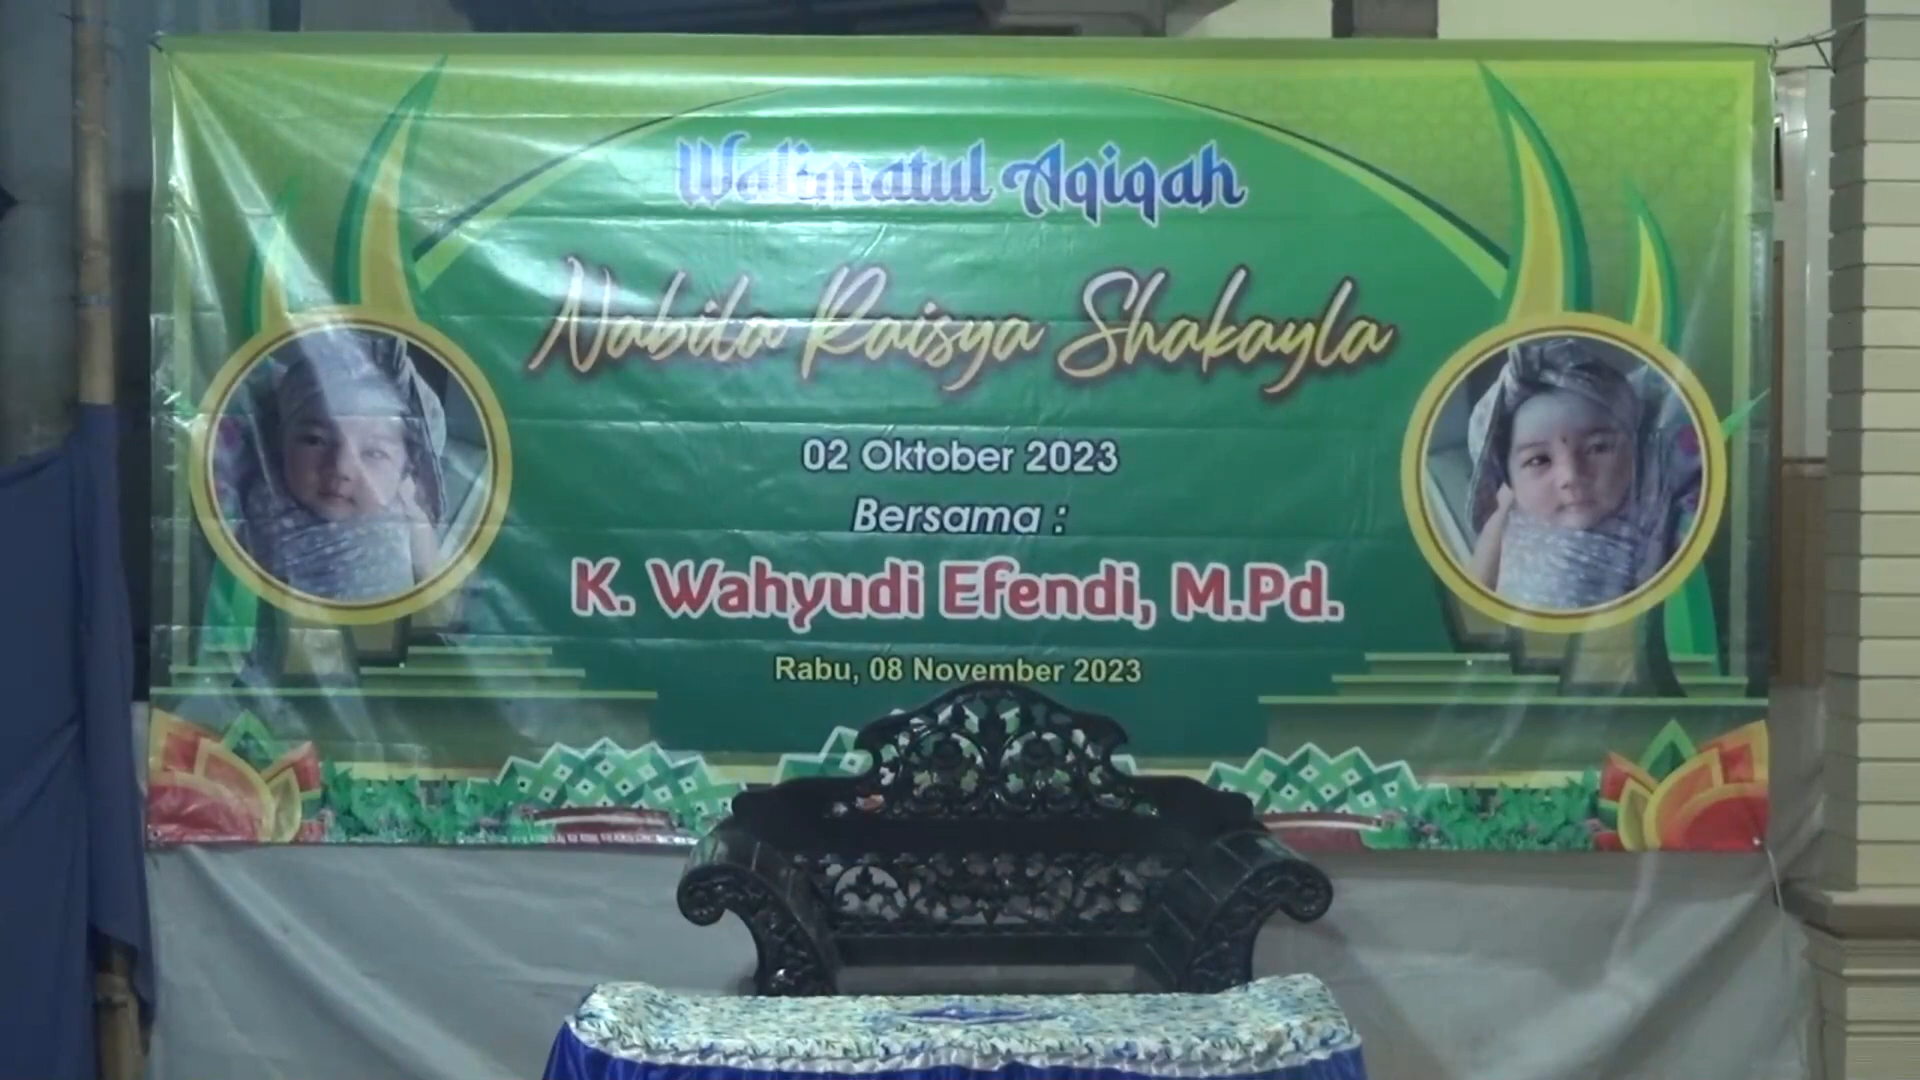 Walimatul Aqiqah
Nabila Raisya Shakayla
02 Oktober 2023
Bersama :
K. Wahyudi Efendi, M.Pd.
Rabu, 08 November 2023